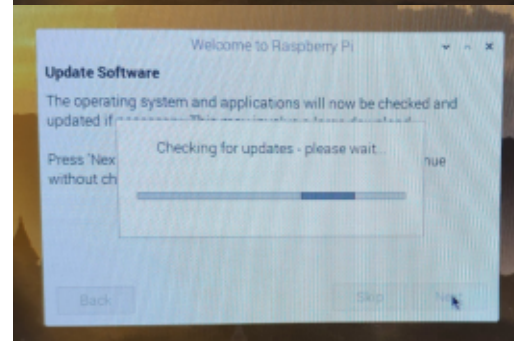 Welcome to Raspberry Pi
Update Software
The operating system and applications will now be checked and
updated if
Checking for updates - please wait...
Press 'Nex
nue
without ch
Back
Skip
Next